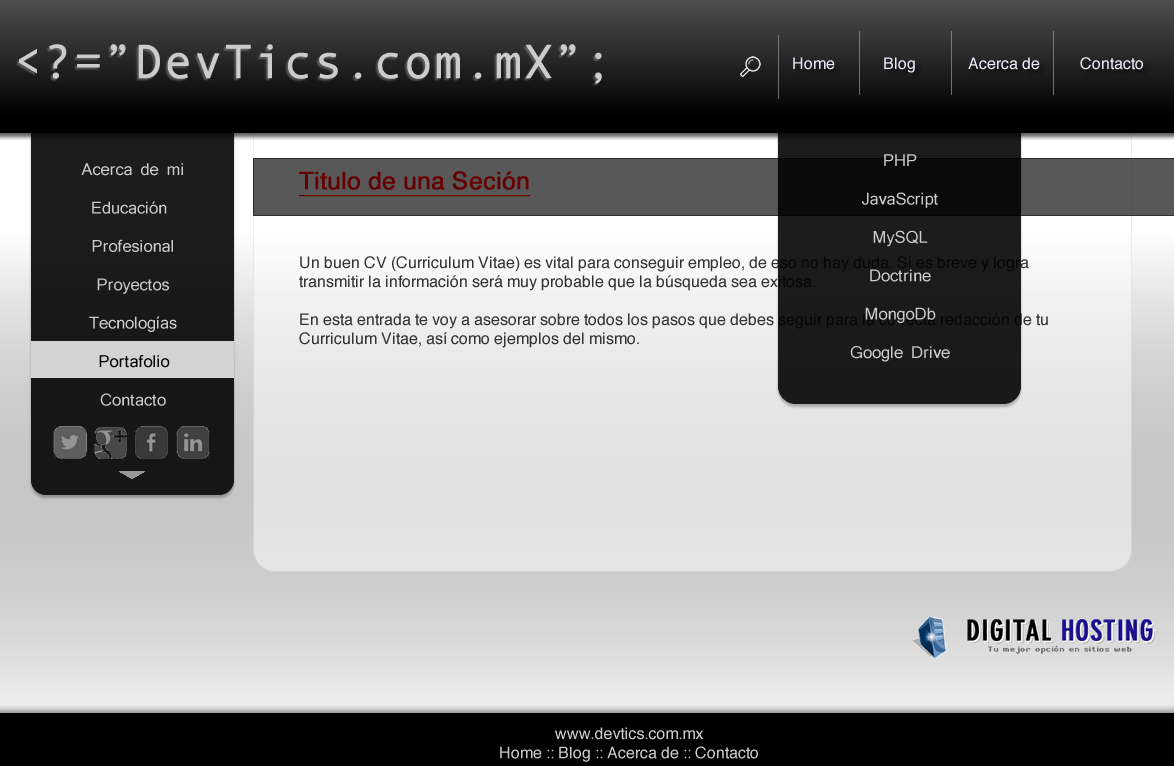 <?="DevTics.com.mX";
Home
Blog
Acerca de
Contacto
Acerca de mi
Educación
Profesional
Proyectos
Tecnologías
Portafolio
Contacto
Titulo de una Seción
Un buen CV (Curriculum Vitae) es vital para conseguir empleo, de eso no hay duda. Si es breve y logra
transmitir la información será muy probable que la búsqueda sea exitosa.
En esta entrada te voy a asesorar sobre todos los pasos que debes seguir para la correcta redacción de tu
Curriculum Vitae, así como ejemplos del mismo.
PHP
JavaScript
MySQL
Doctrine
MongoDb
Google Drive
DIGITAL HOSTING
Tu mejor opción en sitios web
www.devtics.com.mx
Home :: Blog :: Acerca de :: Contacto